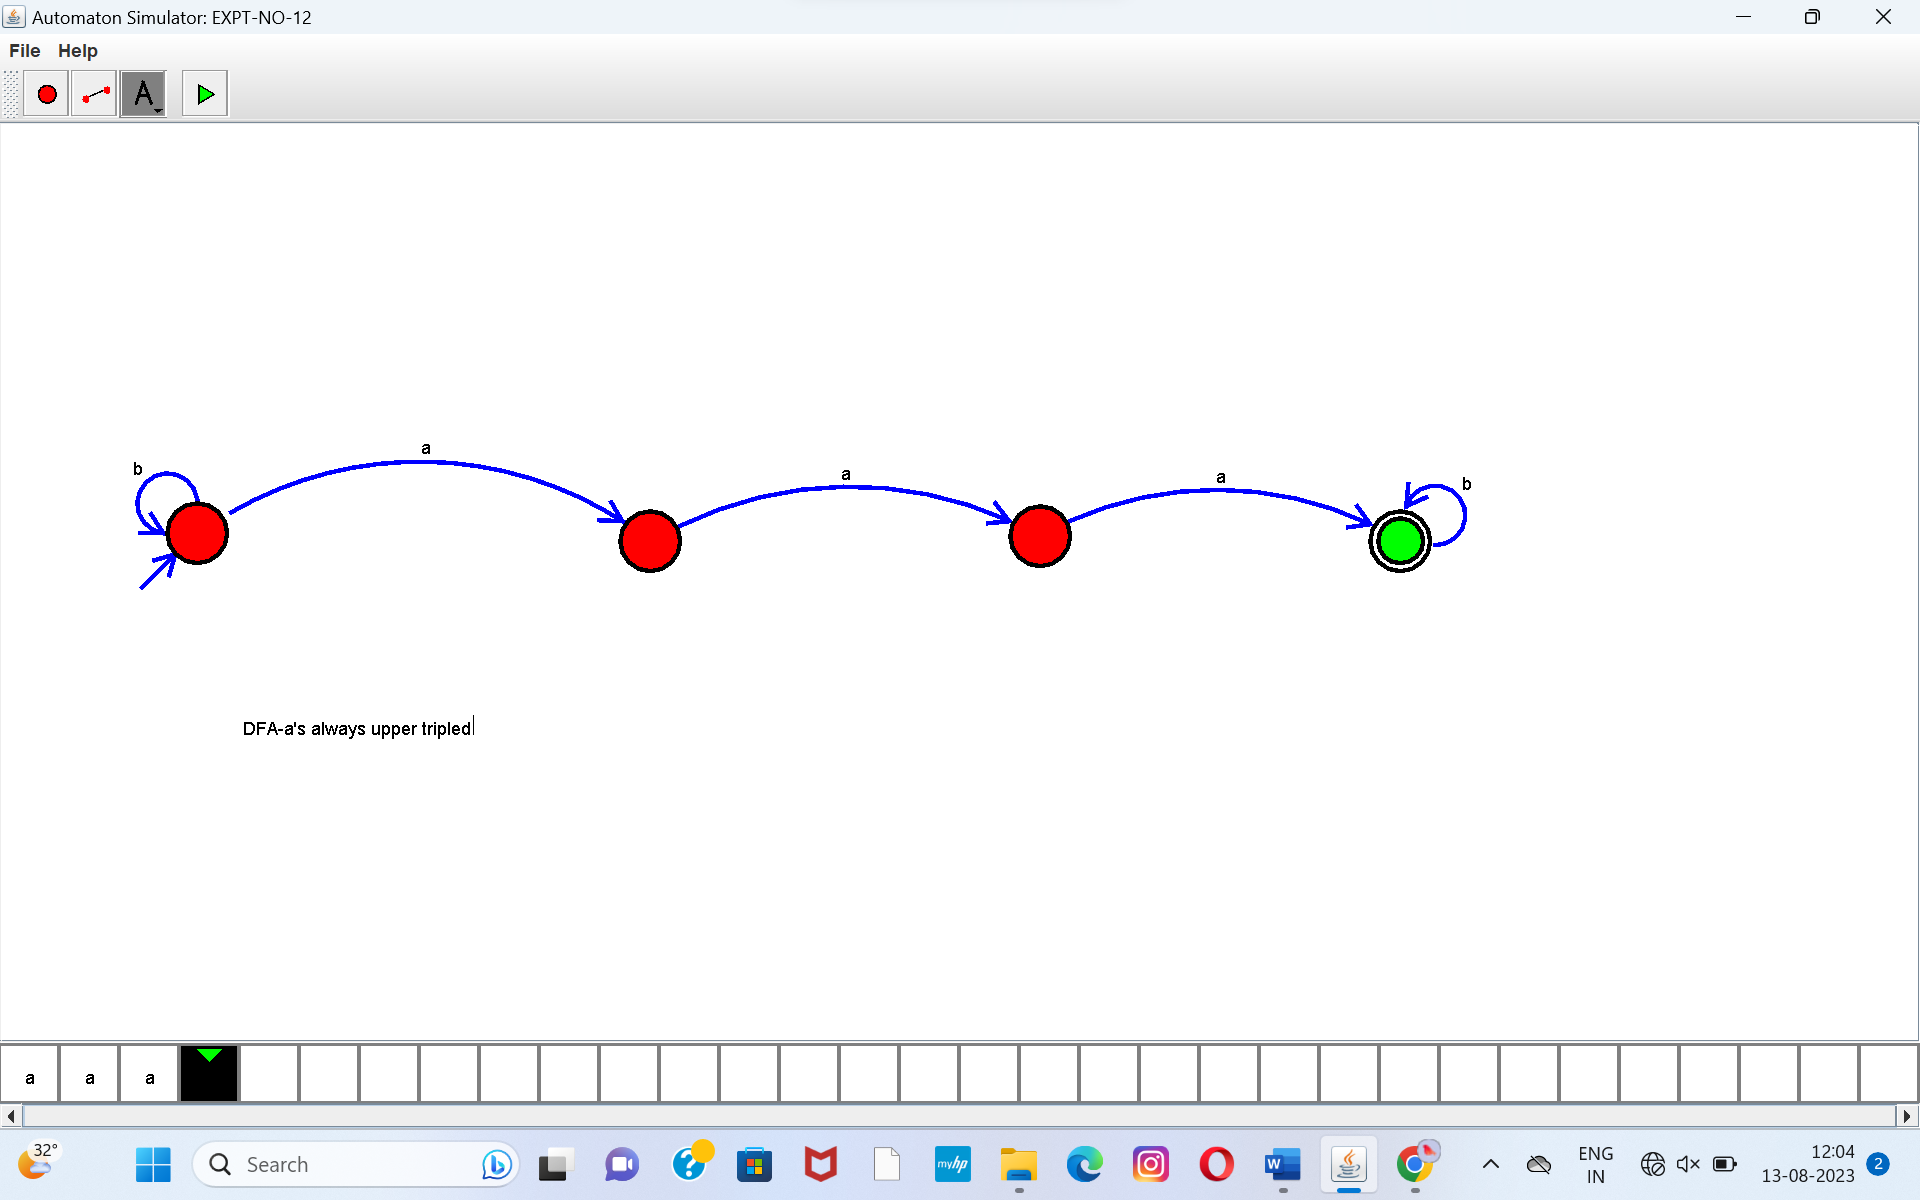 Automaton Simulator: EXPT-NO-12
File Help
A
a
b
a
a
b
DFA-a's always upper tripled
a a a
32°
Search
myhp
W
ENG
IN
12:04
13-08-2023
2